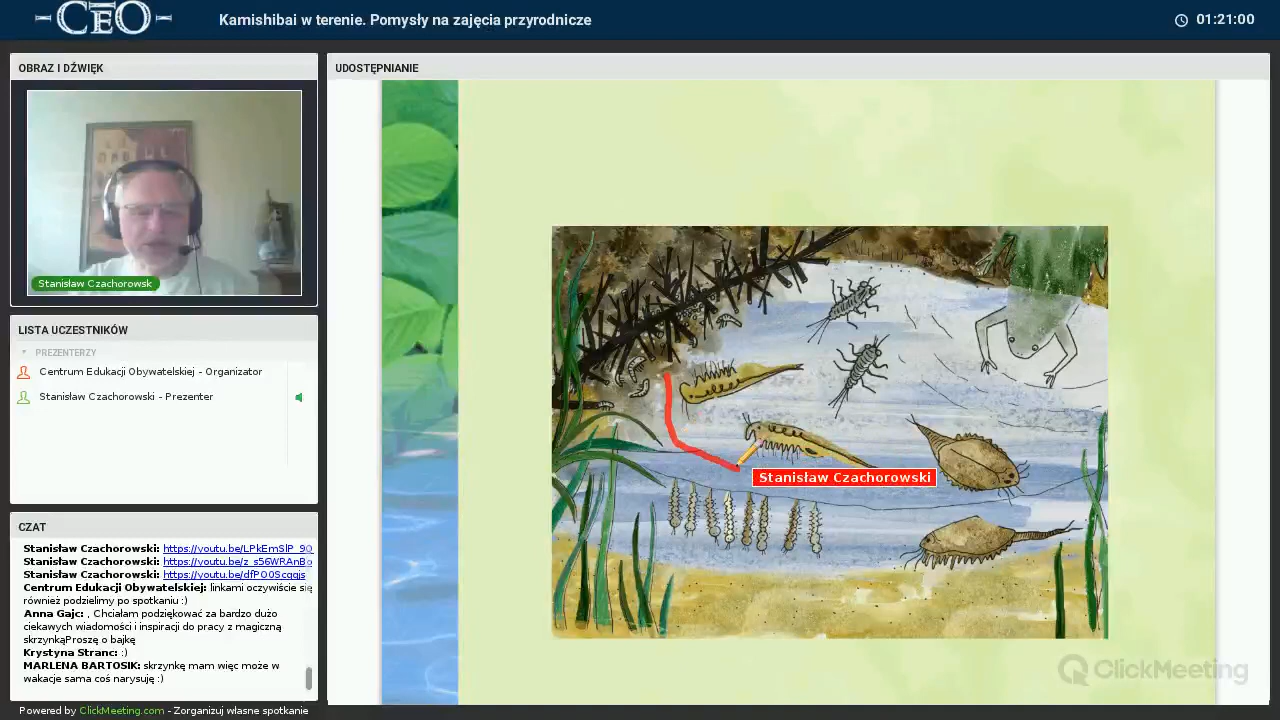 CEO
Kamishibai w terenie. Pomysły na zajęcia przyrodnicze
01:21:00
OBRAZ I DŹWIĘK
UDOSTĘPNIANIE
Stanisław Czachorowsk
LISTA UCZESTNIKÓW
PREZENTERZY
Centrum Edukacji Obywatelskiej - Organizator
Stanisław Czachorowski - Prezenter
Stanisław Czachorowski
CZAT
Stanisław Czachorowski: https://youtu.be/LPkEmSlP_9
Stanisław Czachorowski: https://youtu.be/z_s56WRAnB
Stanisław Czachorowski: https://youtu.be/dfPO0Scqqjs
Centrum Edukacji Obywatelskiej: linkami oczywiście się
również podzielimy po spotkaniu :)
Anna Gajc: , Chciałam podziękować za bardzo dużo
ciekawych wiadomości i inspiracji do pracy z magiczną
skrzynkąProszę o bajkę
Krystyna Stranc: :)
MARLENA BARTOSIK: skrzynkę mam więc może w
wakacje sama coś narysuję :)
ClickMeeting
Powered by ClickMeeting.com - Zorganizuj własne spotkanie